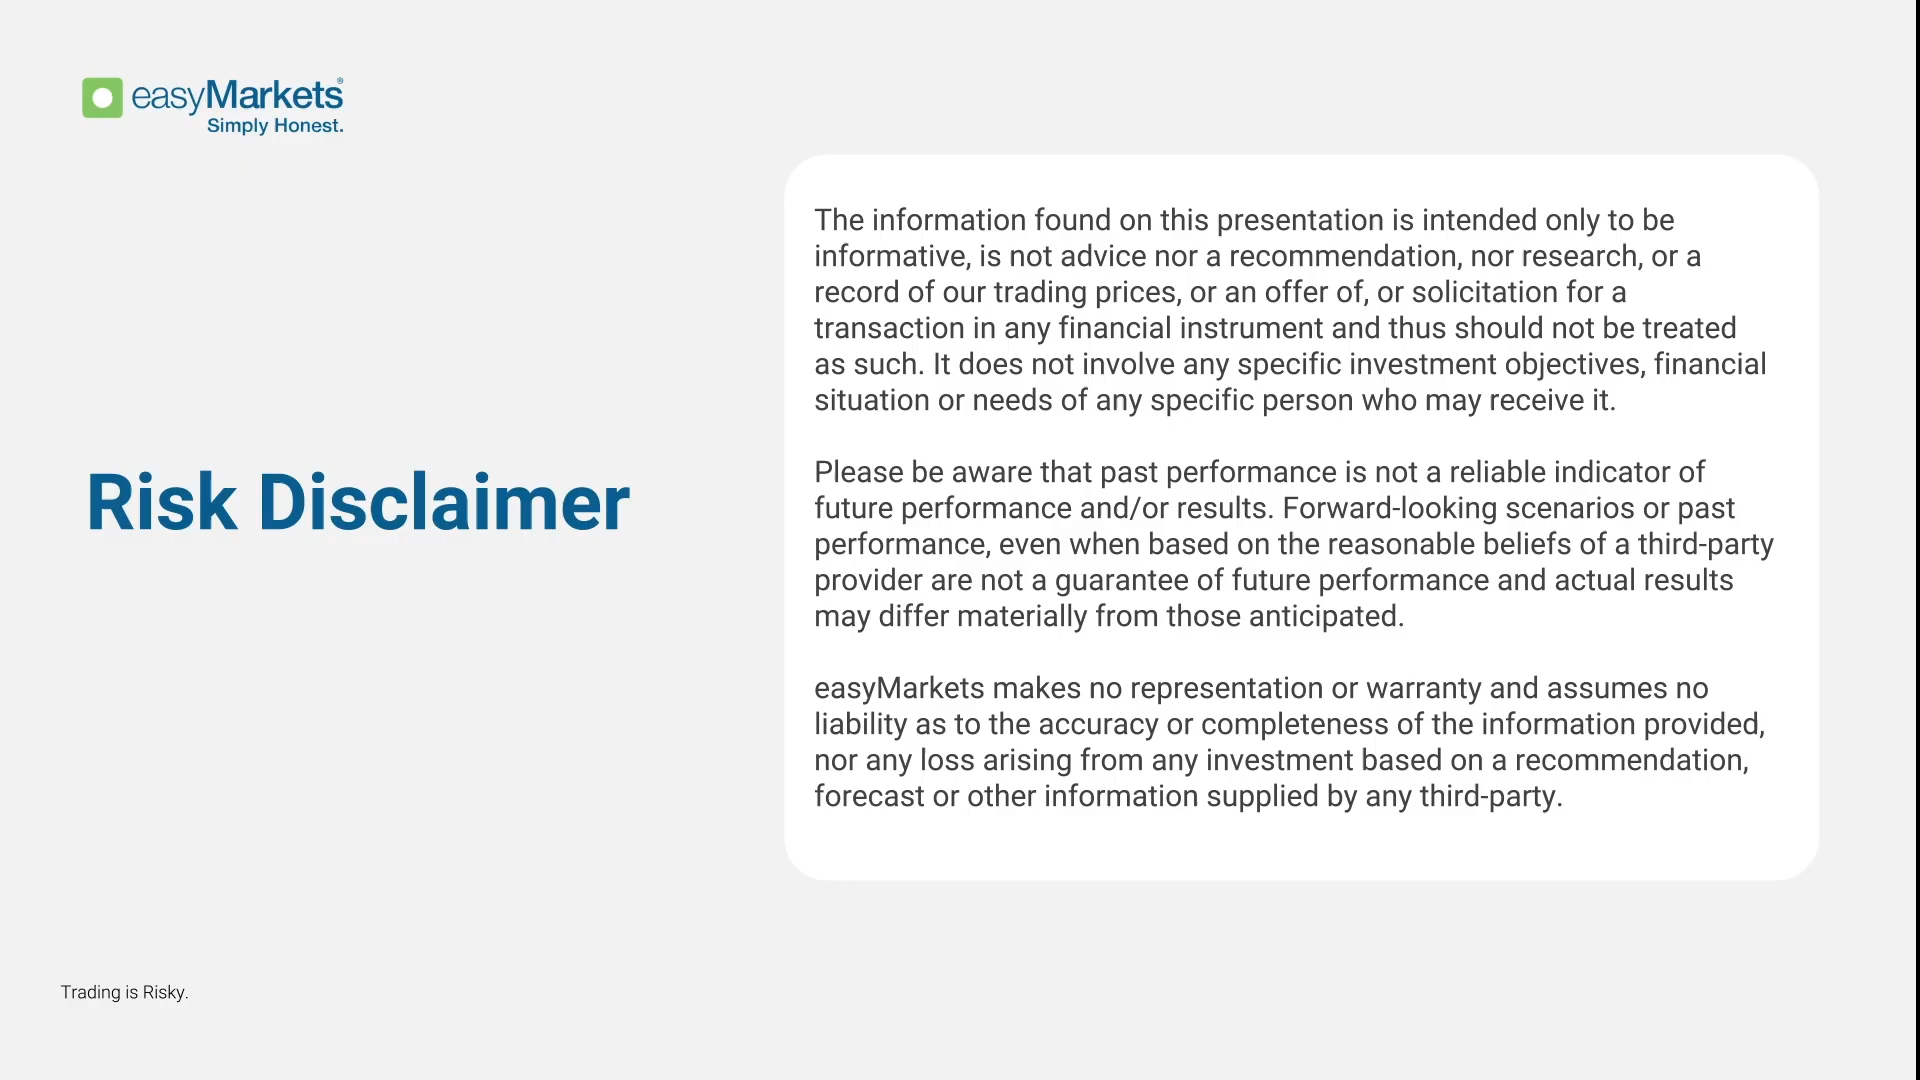 easyMarkets®
Simply Honest.
Risk Disclaimer
The information found on this presentation is intended only to be
informative, is not advice nor a recommendation, nor research, or a
record of our trading prices, or an offer of, or solicitation for a
transaction in any financial instrument and thus should not be treated
as such. It does not involve any specific investment objectives, financial
situation or needs of any specific person who may receive it.
Please be aware that past performance is not a reliable indicator of
future performance and/or results. Forward-looking scenarios or past
performance, even when based on the reasonable beliefs of a third-party
provider are not a guarantee of future performance and actual results
may differ materially from those anticipated.
easyMarkets makes no representation or warranty and assumes no
liability as to the accuracy or completeness of the information provided,
nor any loss arising from any investment based on a recommendation,
forecast or other information supplied by any third-party.
Trading is Risky.